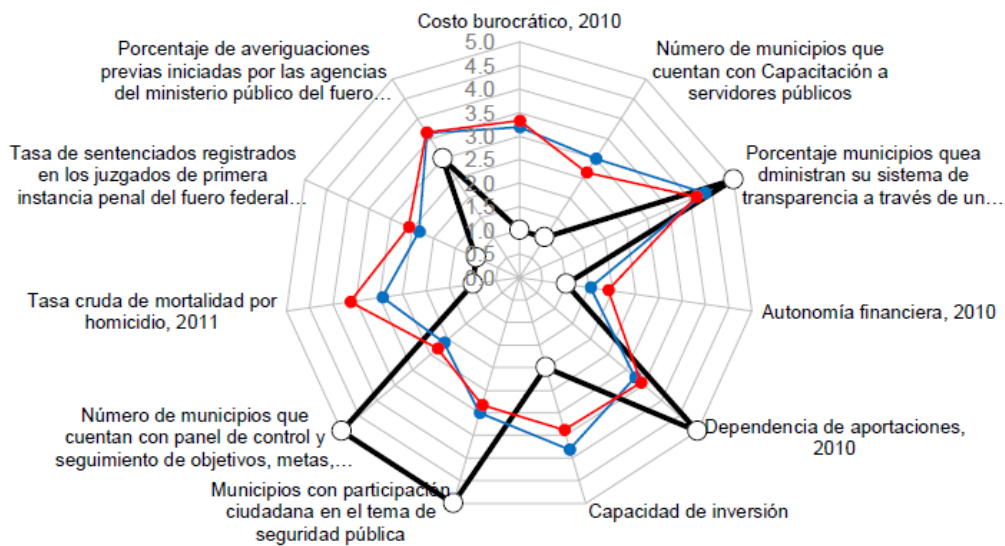 Costo burocrático, 2010
5.0
4.5
4.0
3.5
3.0
2.5
2.0
1.5
1.0
0.5
0.0
Número de municipios que
cuentan con Capacitación a
servidores públicos
Porcentaje municipios quea
dministran su sistema de
transparencia a través de un…
Autonomía financiera, 2010
Dependencia de aportaciones,
2010
Capacidad de inversión
Municipios con participación
ciudadana en el tema de
seguridad pública
Número de municipios que
cuentan con panel de control y
seguimiento de objetivos, metas,…
Tasa cruda de mortalidad por
homicidio, 2011
Tasa de sentenciados registrados
en los juzgados de primera
instancia penal del fuero federal…
Porcentaje de averiguaciones
previas iniciadas por las agencias
del ministerio público del fuero…